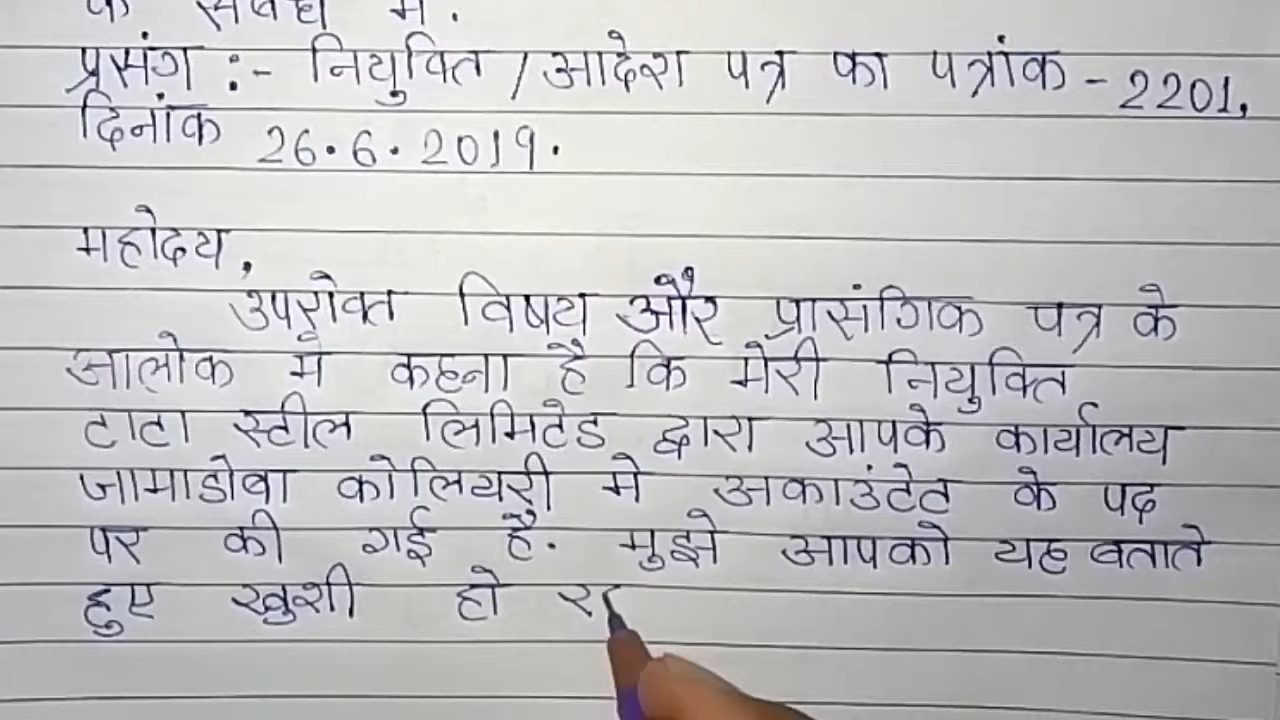 के संबंध में.
प्रसंग :- नियुक्ति / आदेश पत्र का पत्रांक - 2201,
दिनांक 26.6.2019.
महोदय,
उपरोक्त विषय और प्रासंगिक पत्र के
आलोक में कहना है कि मेरी नियुक्ति
टाटा स्टील लिमिटेड द्वारा आपके कार्यालय
जामाडोबा कोलियरी में अकाउंटेंट के पद
पर की गई है. मुझे आपको यह बताते
हुए खुशी हो